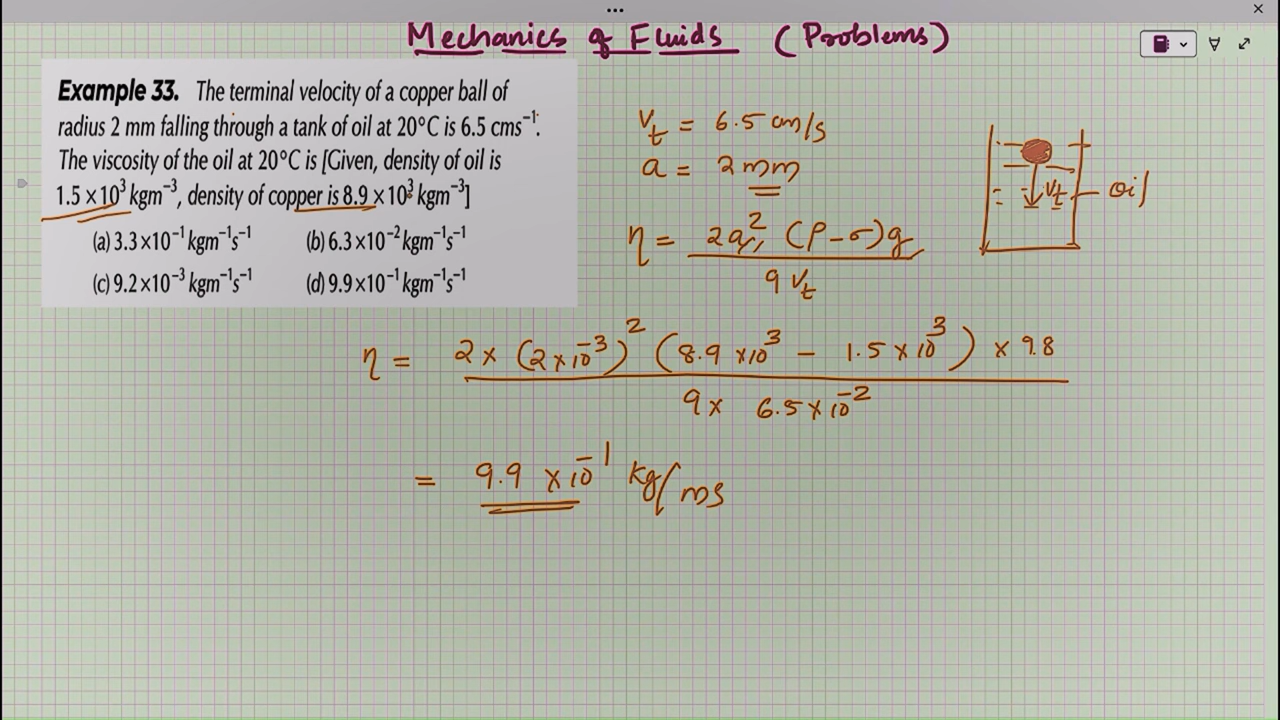 Mechanics of Fluids (Problems)
Example 33. The terminal velocity of a copper ball of
radius 2 mm falling through a tank of oil at 20°C is 6.5 cms⁻¹.
The viscosity of the oil at 20°C is [Given, density of oil is
1.5 ×10³ kgm⁻³, density of copper is 8.9 ×10³ kgm⁻³]
(a) 3.3×10⁻¹ kgm⁻¹s⁻¹ (b) 6.3×10⁻² kgm⁻¹s⁻¹
(c) 9.2×10⁻³ kgm⁻¹s⁻¹ (d) 9.9×10⁻¹ kgm⁻¹s⁻¹
v_t = 6.5 cm/s
a = 2mm
v_t oil
η = 2a² (ρ-σ)g / 9 v_t
η = 2× (2×10⁻³)² (8.9 ×10³ - 1.5 ×10³) × 9.8 / 9× 6.5×10⁻²
= 9.9 ×10⁻¹ kg/ms